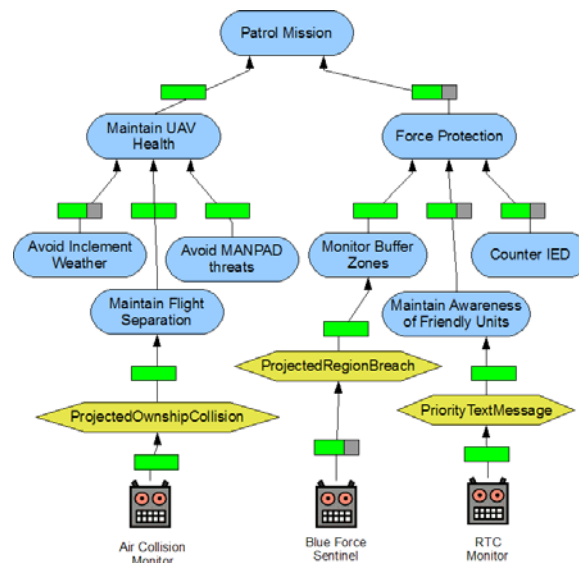 Patrol Mission
Maintain UAV
Health
Force Protection
Avoid Inclement
Weather
Avoid MANPAD
threats
Monitor Buffer
Zones
Counter IED
Maintain Flight
Separation
Maintain Awareness
of Friendly Units
ProjectedRegionBreach
ProjectedOwnshipCollision
PriorityTextMessage
Air Collision
Monitor
Blue Force
Sentinel
RTC
Monitor